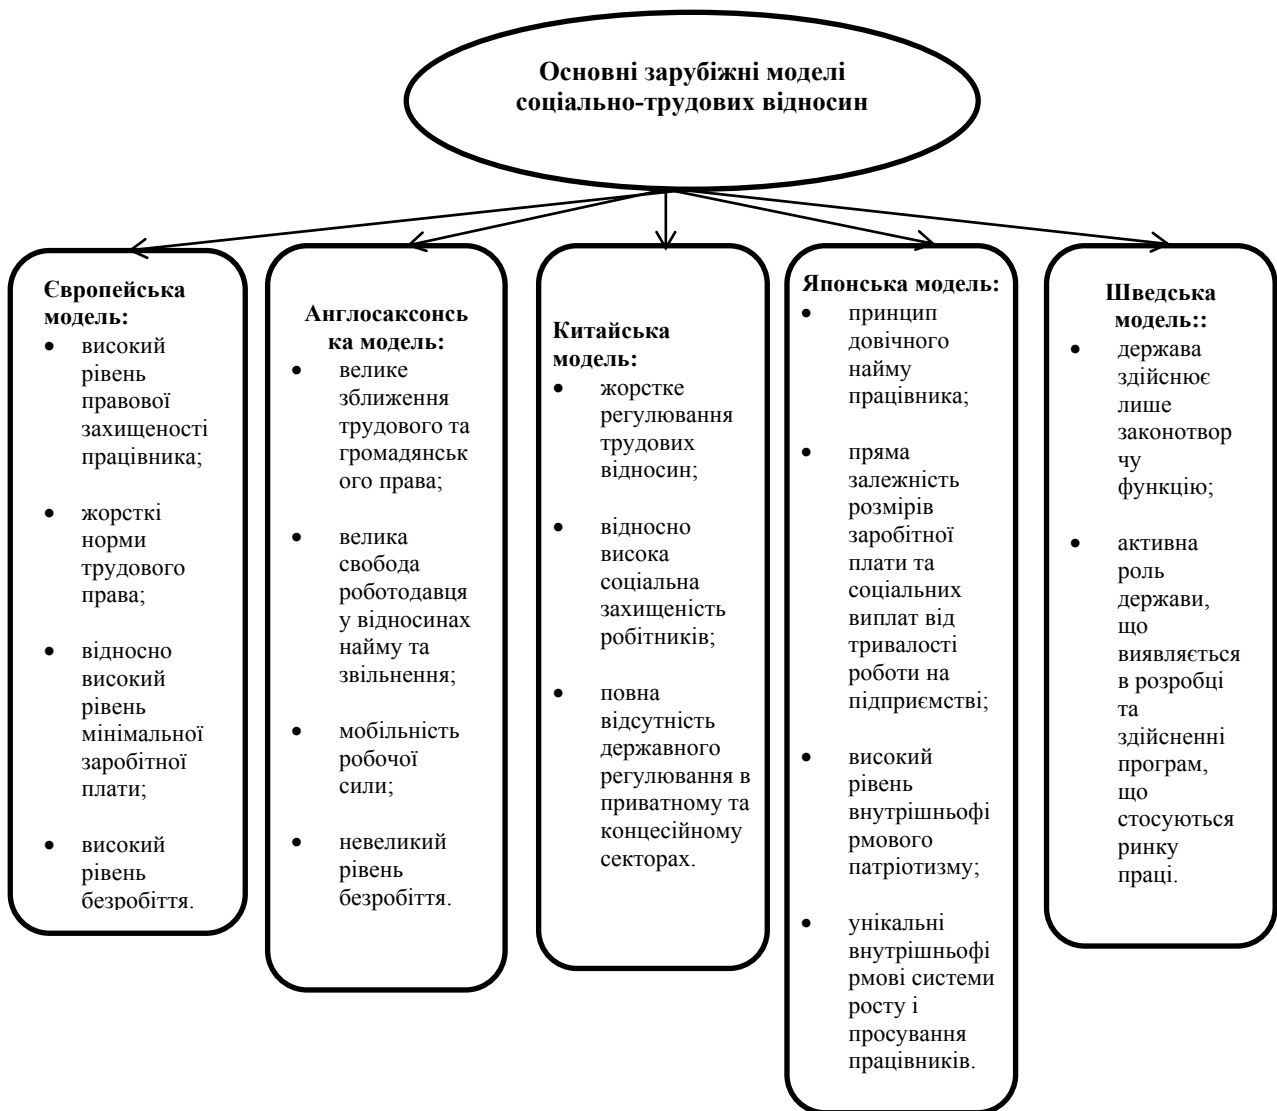 Основні зарубіжні моделі
соціально-трудових відносин
Європейська
модель:
• високий
рівень
правової
захищеності
працівника;
• жорсткі
норми
трудового
права;
• відносно
високий
рівень
мінімальної
заробітної
плати;
• високий
рівень
безробіття.
Англосаксонсь
ка модель:
• велике
зближення
трудового та
громадянськ
ого права;
• велика
свобода
роботодавця
у відносинах
найму та
звільнення;
• мобільність
робочої
сили;
• невеликий
рівень
безробіття.
Китайська
модель:
• жорстке
регулювання
трудових
відносин;
• відносно
висока
соціальна
захищеність
робітників;
• повна
відсутність
державного
регулювання в
приватному та
концесійному
секторах.
Японська модель:
• принцип
довічного
найму
працівника;
• пряма
залежність
розмірів
заробітної
плати та
соціальних
виплат від
тривалості
роботи на
підприємстві;
• високий
рівень
внутрішньофі
рмового
патріотизму;
• унікальні
внутрішньофі
рмові системи
росту і
просування
працівників.
Шведська
модель::
• держава
здійснює
лише
законотвор
чу
функцію;
• активна
роль
держави,
що
виявляється
в розробці
та
здійсненні
програм,
що
стосуються
ринку
праці.